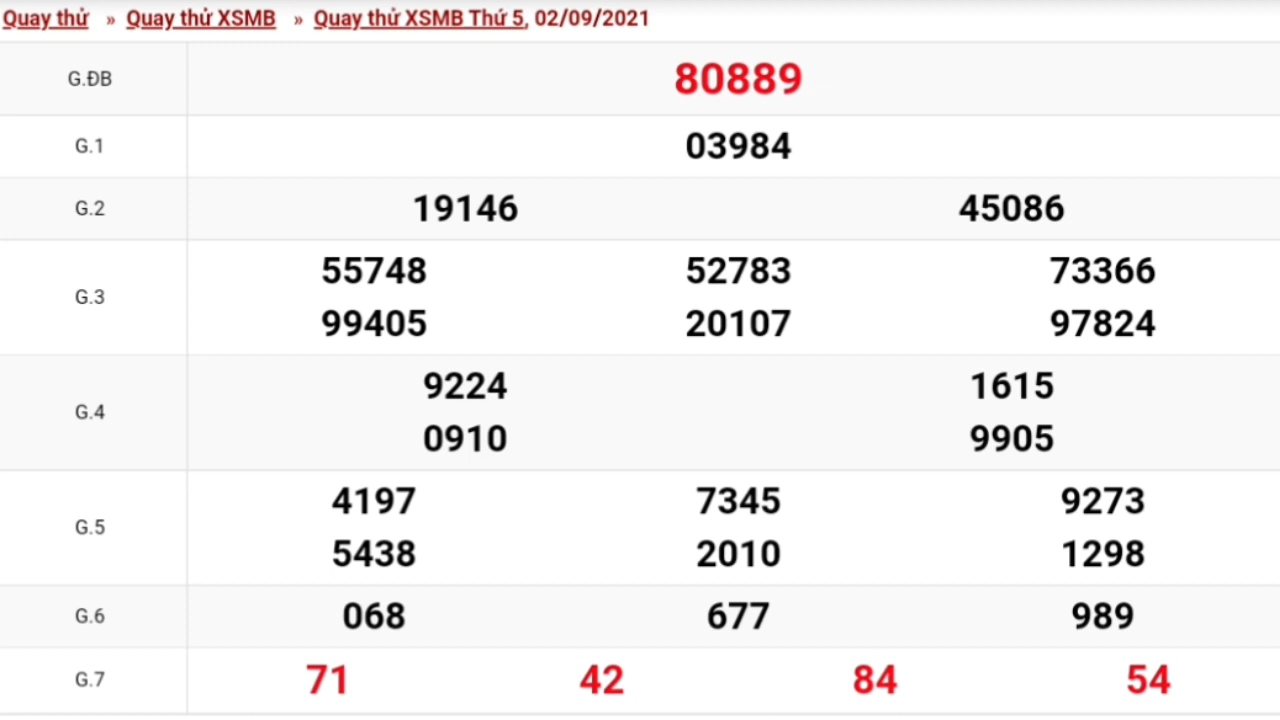 Quay thử » Quay thử XSMB » Quay thử XSMB Thứ 5, 02/09/2021
G.ĐB 80889
G.1 03984
G.2 19146 45086
G.3 55748 52783 73366
99405 20107 97824
G.4 9224 1615
0910 9905
G.5 4197 7345 9273
5438 2010 1298
G.6 068 677 989
G.7 71 42 84 54